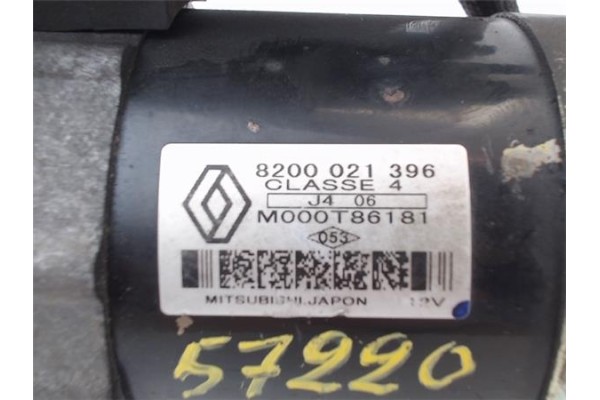 8200 021 396
CLASSE 4
J4 06
M000T86181
053
MITSUBISHI.JAPON 12V
57220